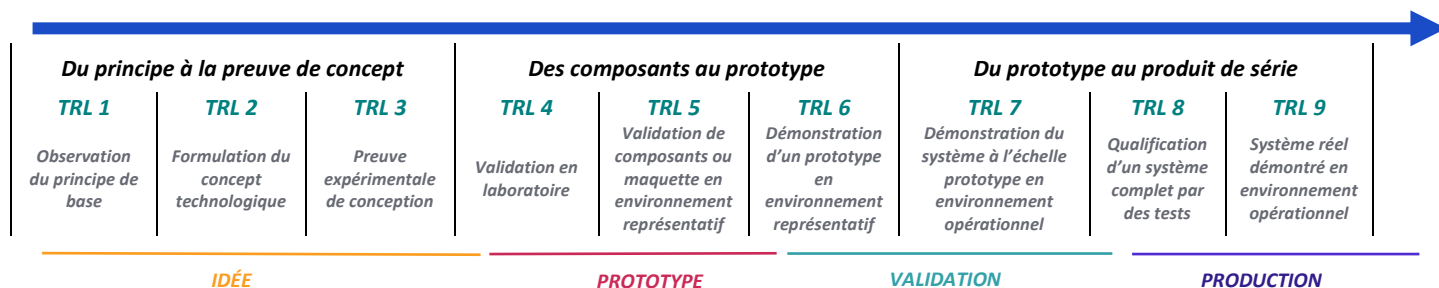 Du principe à la preuve de concept
Des composants au prototype
Du prototype au produit de série
TRL 1
TRL 2
TRL 3
TRL 4
TRL 5
TRL 6
TRL 7
TRL 8
TRL 9
Observation
du principe de
base
Formulation du
concept
technologique
Preuve
expérimentale
de conception
Validation en
laboratoire
Validation de
composants ou
maquette en
environnement
représentatif
Démonstration
d'un prototype
en
environnement
représentatif
Démonstration du
système à l'échelle
prototype en
environnement
opérationnel
Qualification
d'un système
complet par
des tests
Système réel
démontré en
environnement
opérationnel
IDÉE
PROTOTYPE
VALIDATION
PRODUCTION